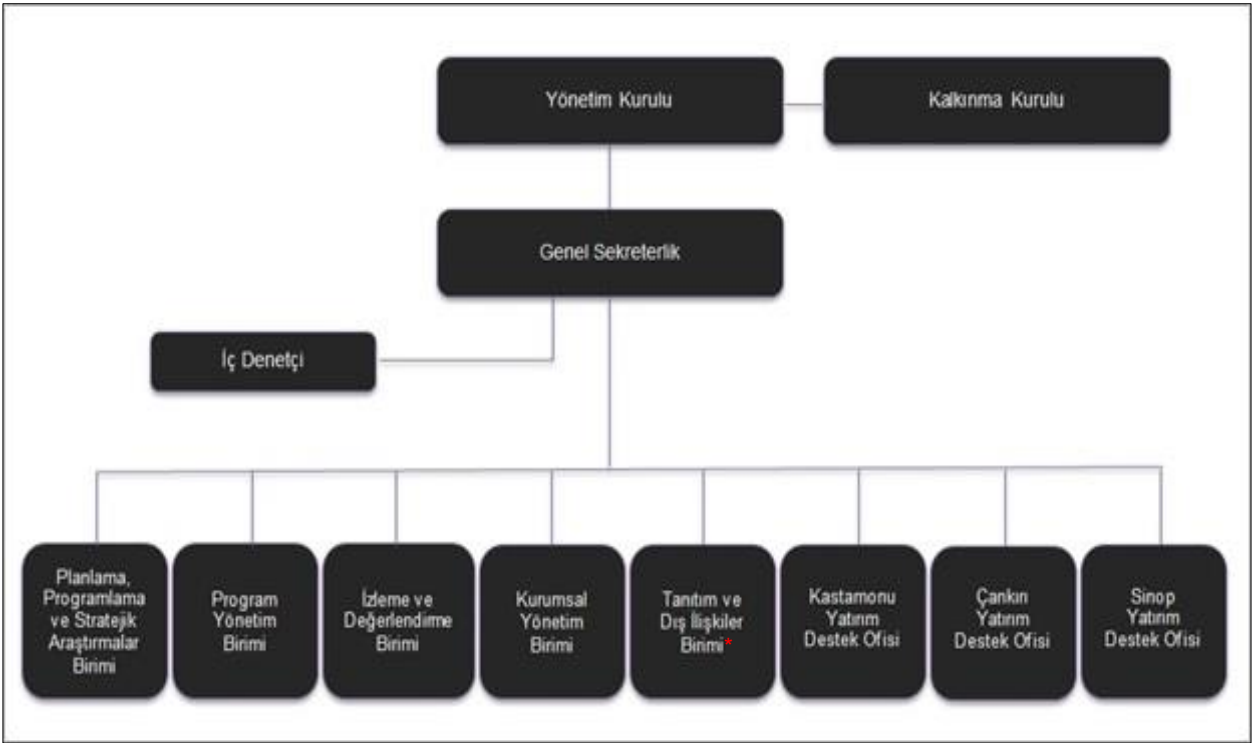 Yönetim Kurulu
Kalkınma Kurulu
Genel Sekreterlik
İç Denetçi
Planlama,
Programlama
ve Stratejik
Araştırmalar
Birimi
Program
Yönetim
Birimi
İzleme ve
Değerlendirme
Birimi
Kurumsal
Yönetim
Birimi
Tanıtım ve
Dış İlişkiler
Birimi*
Kastamonu
Yatırım
Destek Ofisi
Çankırı
Yatırım
Destek Ofisi
Sinop
Yatırım
Destek Ofisi